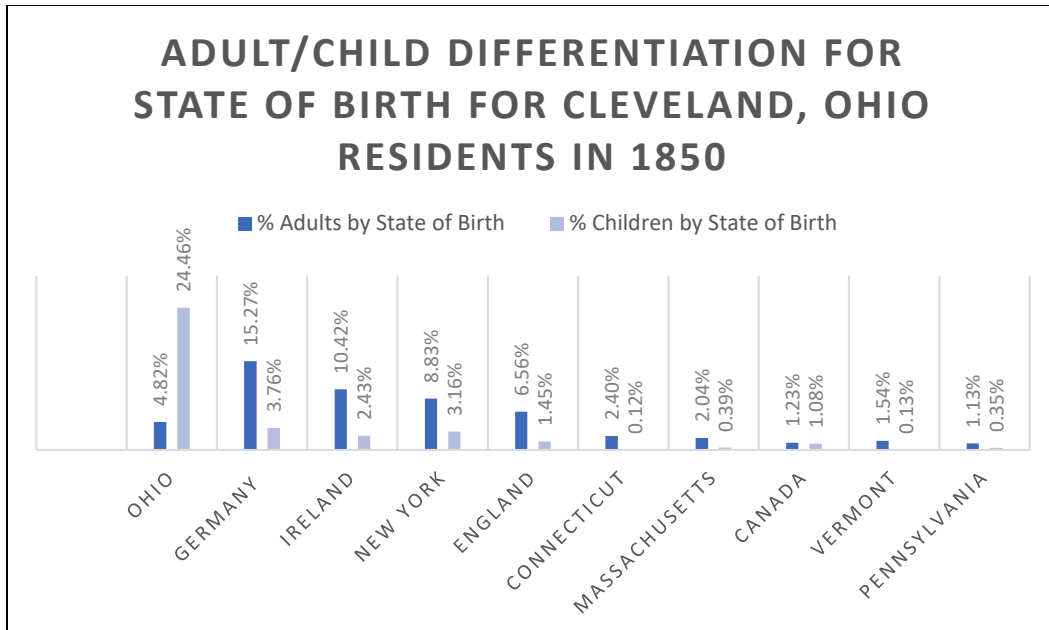 ADULT/CHILD DIFFERENTIATION FOR
STATE OF BIRTH FOR CLEVELAND, OHIO
RESIDENTS IN 1850
% Adults by State of Birth % Children by State of Birth
4.82% 24.46%
15.27% 3.76%
10.42% 2.43%
8.83% 3.16%
6.56% 1.45%
2.40% 0.12%
2.04% 0.39%
1.23% 1.08%
1.54% 0.13%
1.13% 0.35%
OHIO
GERMANY
IRELAND
NEW YORK
ENGLAND
CONNECTICUT
MASSACHUSETTS
CANADA
VERMONT
PENNSYLVANIA